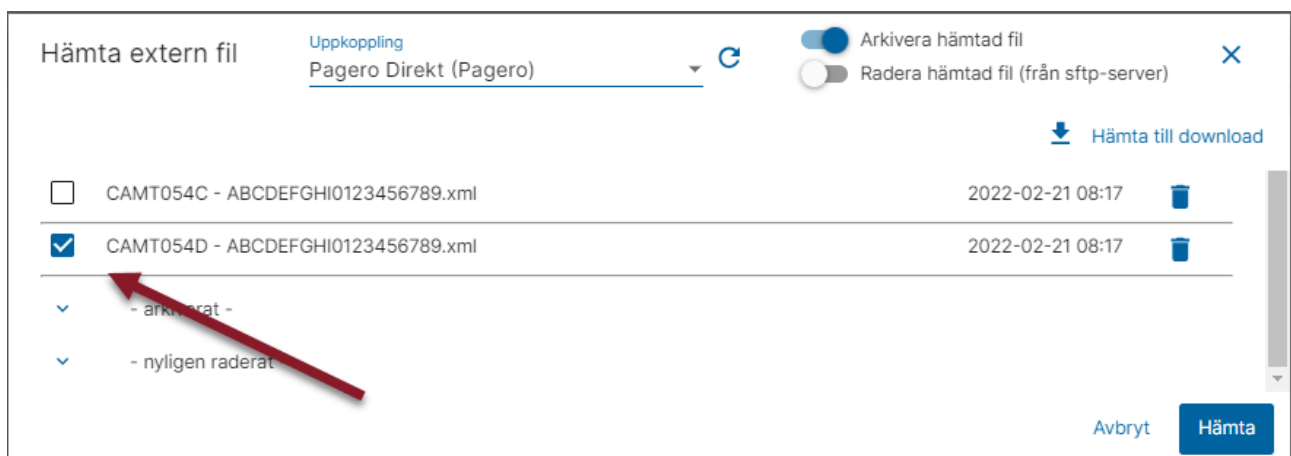 Hämta extern fil
Uppkoppling
Pagero Direkt (Pagero)
Arkivera hämtad fil
Radera hämtad fil (från sftp-server)
Hämta till download
CAMT054C - ABCDEFGHI0123456789.xml 2022-02-21 08:17
CAMT054D - ABCDEFGHI0123456789.xml 2022-02-21 08:17
- arkiverat -
- nyligen raderat
Avbryt Hämta